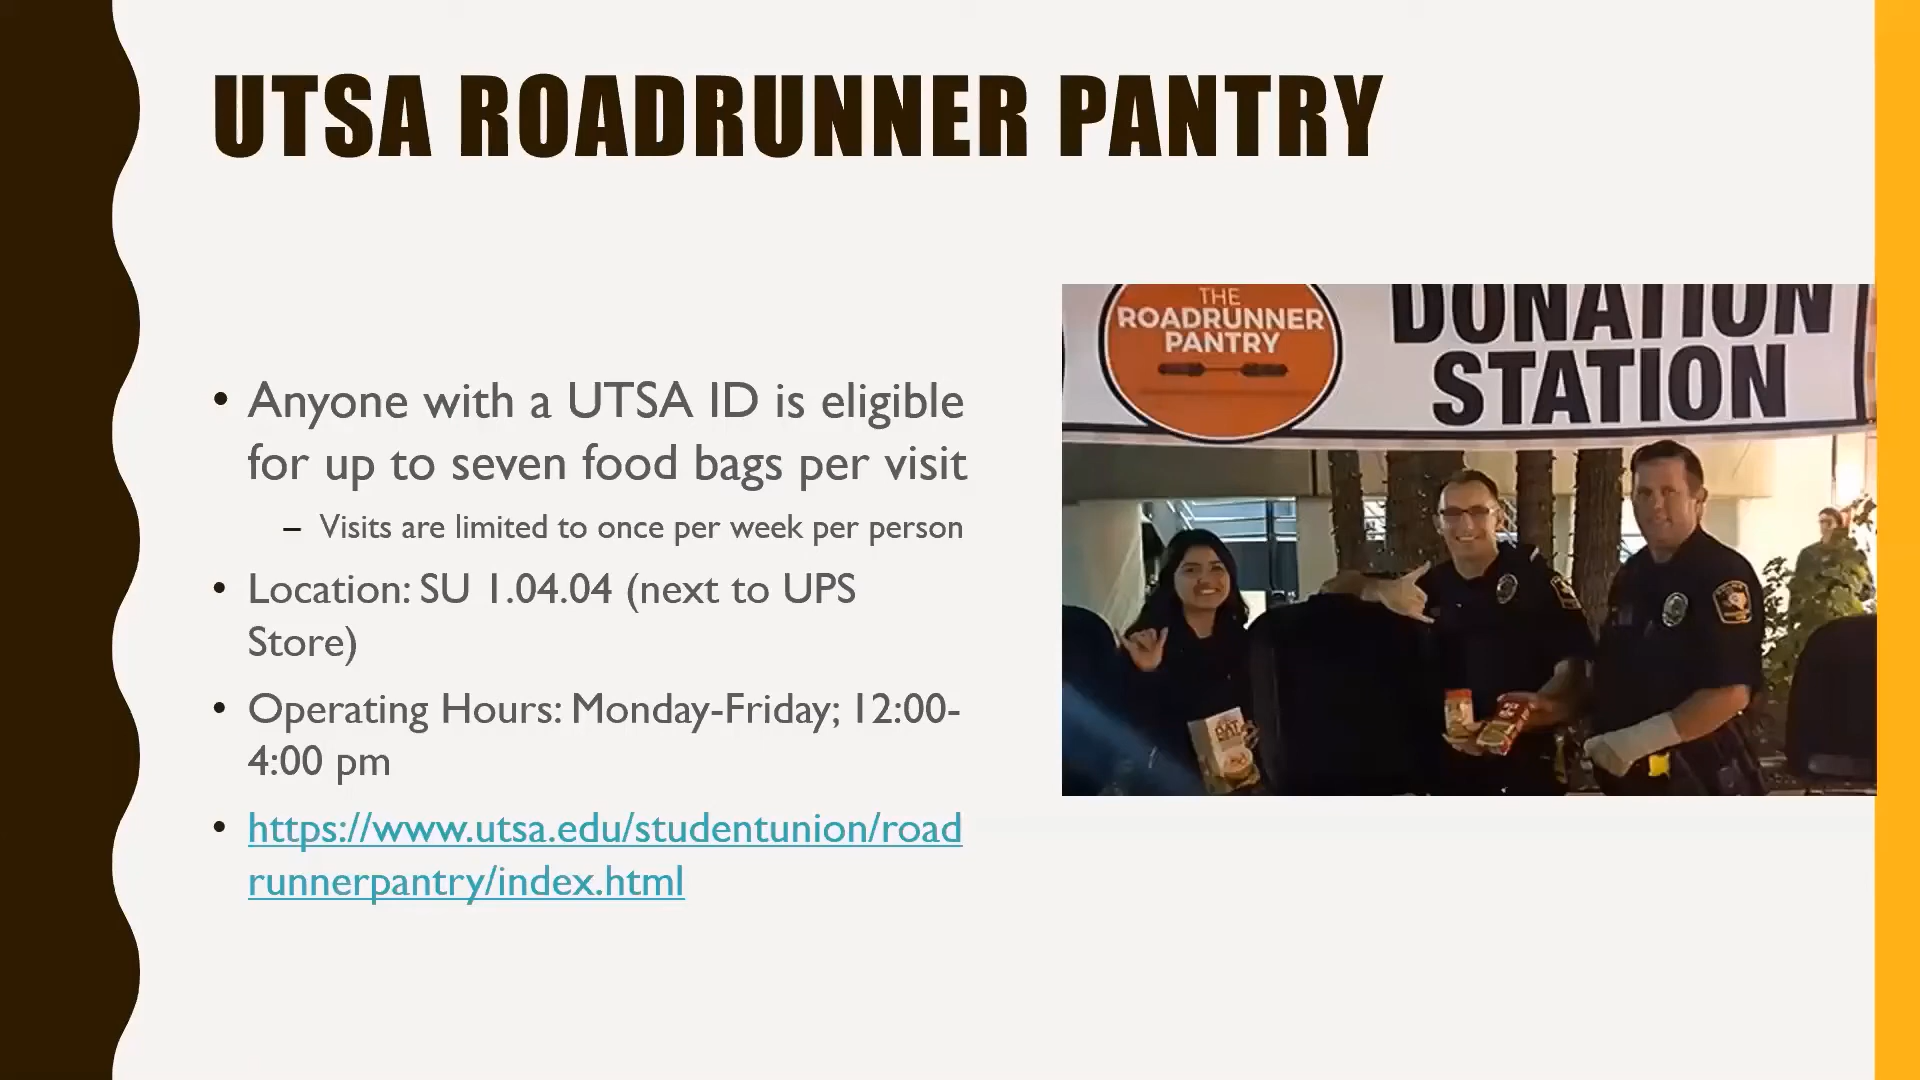 UTSA ROADRUNNER PANTRY
• Anyone with a UTSA ID is eligible
for up to seven food bags per visit
– Visits are limited to once per week per person
• Location: SU 1.04.04 (next to UPS
Store)
• Operating Hours: Monday-Friday; 12:00-
4:00 pm
• https://www.utsa.edu/studentunion/road
runnerpantry/index.html
THE
ROADRUNNER
PANTRY
DONATION
STATION
OAT